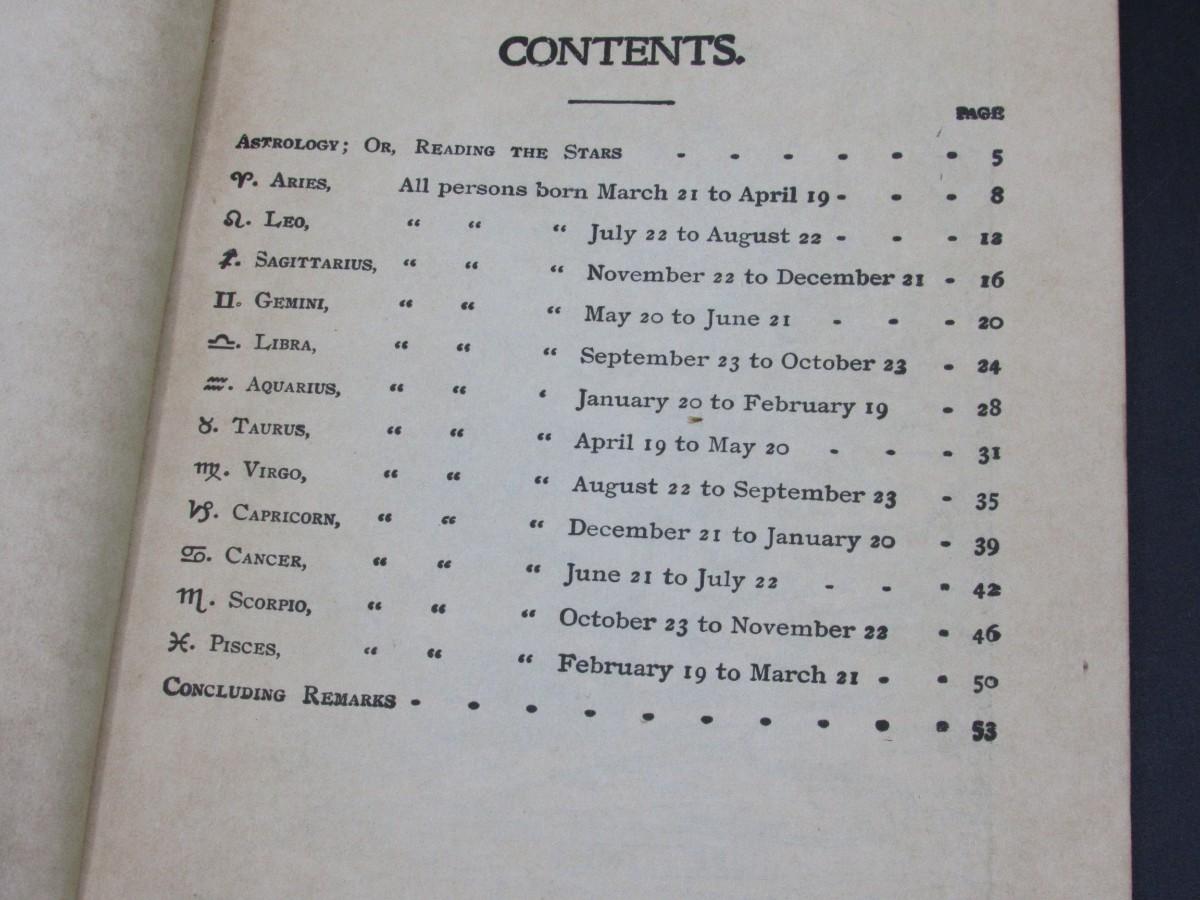 CONTENTS.
PAGE
ASTROLOGY; OR, READING THE STARS - - - - - - 5
♈. ARIES, All persons born March 21 to April 19 - - - 8
♌. LEO, “ “ “ July 22 to August 22 - - - 12
♐. SAGITTARIUS, “ “ “ November 22 to December 21 - 16
♊. GEMINI, “ “ “ May 20 to June 21 - - - 20
♎. LIBRA, “ “ “ September 23 to October 23 - 24
♒. AQUARIUS, “ “ ‘ January 20 to February 19 - 28
♉. TAURUS, “ “ “ April 19 to May 20 - - - 31
♍. VIRGO, “ “ “ August 22 to September 23 - 35
♑. CAPRICORN, “ “ “ December 21 to January 20 - 39
♋. CANCER, “ “ “ June 21 to July 22 - - - 42
♏. SCORPIO, “ “ “ October 23 to November 22 - 46
♓. PISCES, “ “ “ February 19 to March 21 - - 50
CONCLUDING REMARKS - - - - - - - - - - 53